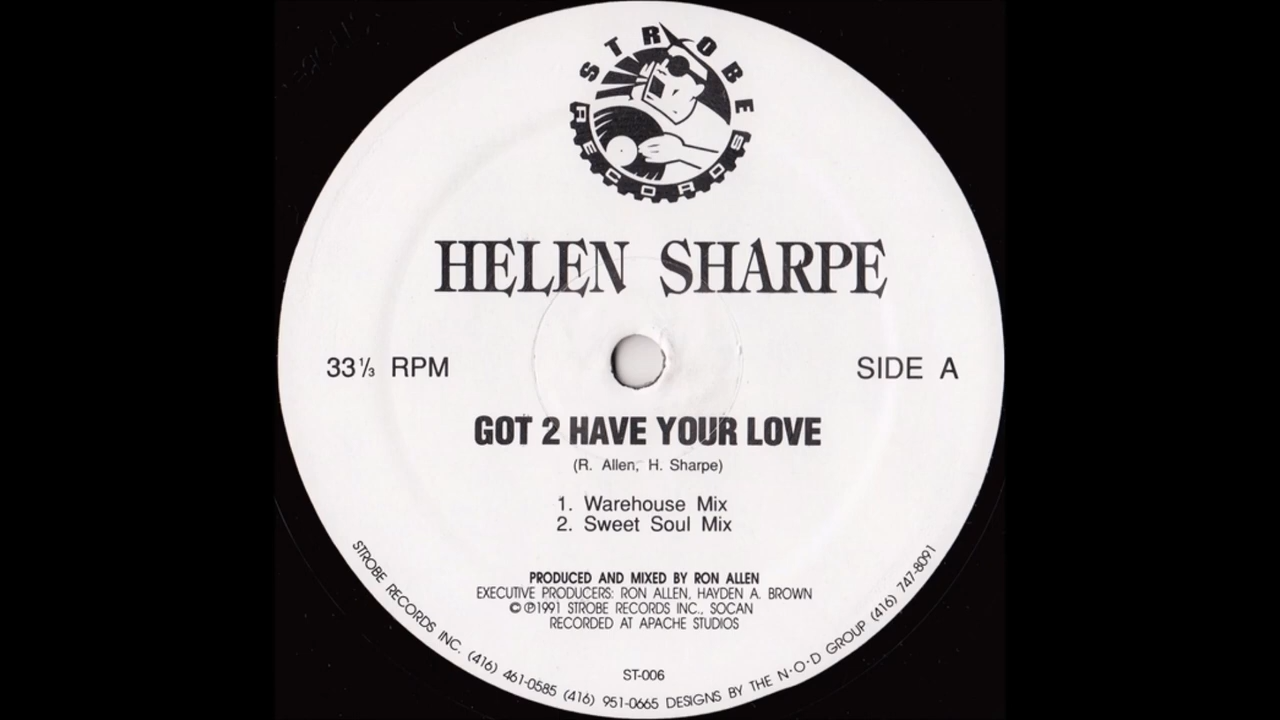 STROBE
RECORDS
HELEN SHARPE
33⅓ RPM
SIDE A
GOT 2 HAVE YOUR LOVE
(R. Allen, H. Sharpe)
1. Warehouse Mix
2. Sweet Soul Mix
PRODUCED AND MIXED BY RON ALLEN
EXECUTIVE PRODUCERS: RON ALLEN, HAYDEN A. BROWN
© ℗1991 STROBE RECORDS INC., SOCAN
RECORDED AT APACHE STUDIOS
ST-006
STROBE RECORDS INC. (416) 461-0585 (416) 951-0665 DESIGNS BY THE N·O·D GROUP (416) 747-8091